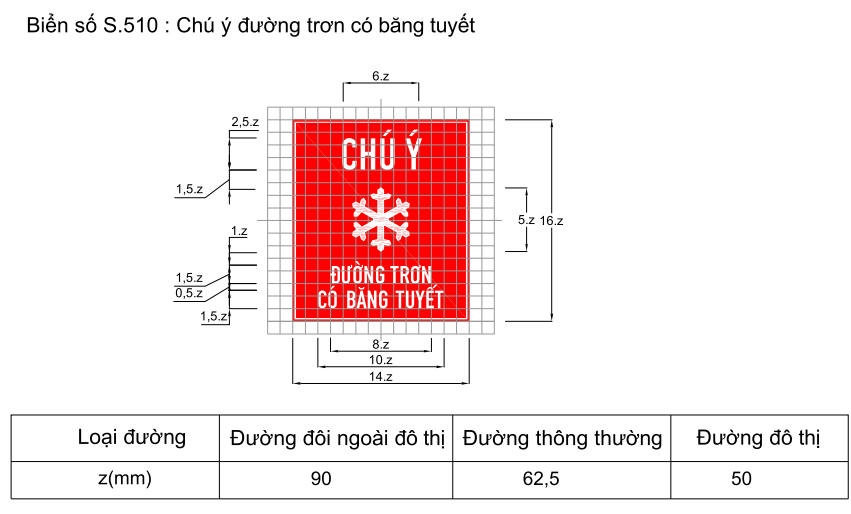 Biển số S.510 : Chú ý đường trơn có băng tuyết
6.z
2,5.z
CHÚ Ý
1,5.z
5.z
16.z
1.z
ĐƯỜNG TRƠN
1,5.z
0,5.z
CÓ BĂNG TUYẾT
1,5.z
8.z
10.z
14.z
Loại đường Đường đôi ngoài đô thị Đường thông thường Đường đô thị
z(mm) 90 62,5 50